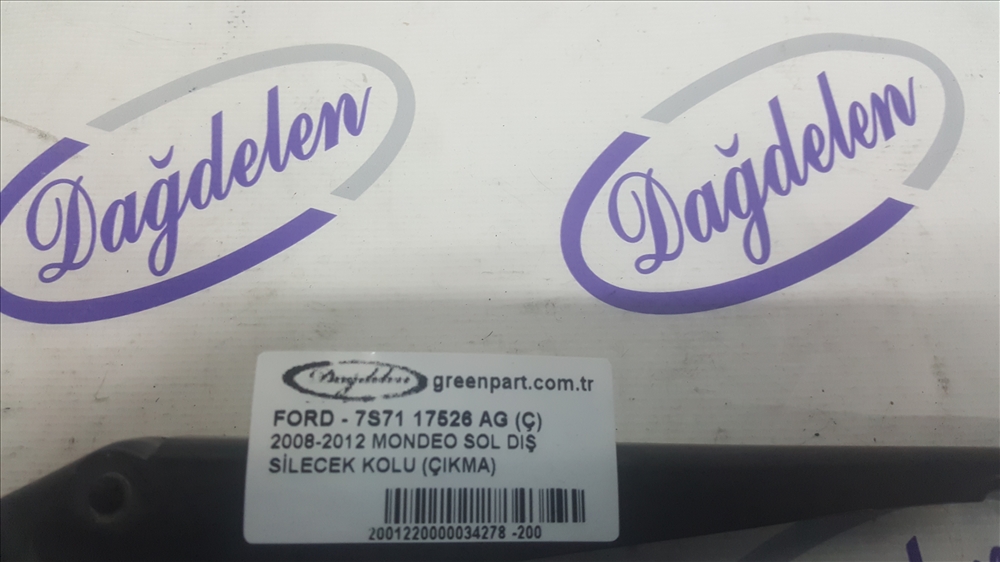 Dağdelen
Dağdelen
Dağdelen greenpart.com.tr
FORD - 7S71 17526 AG (Ç)
2008-2012 MONDEO SOL DIŞ
SİLECEK KOLU (ÇIKMA)
2001220000034278 -200